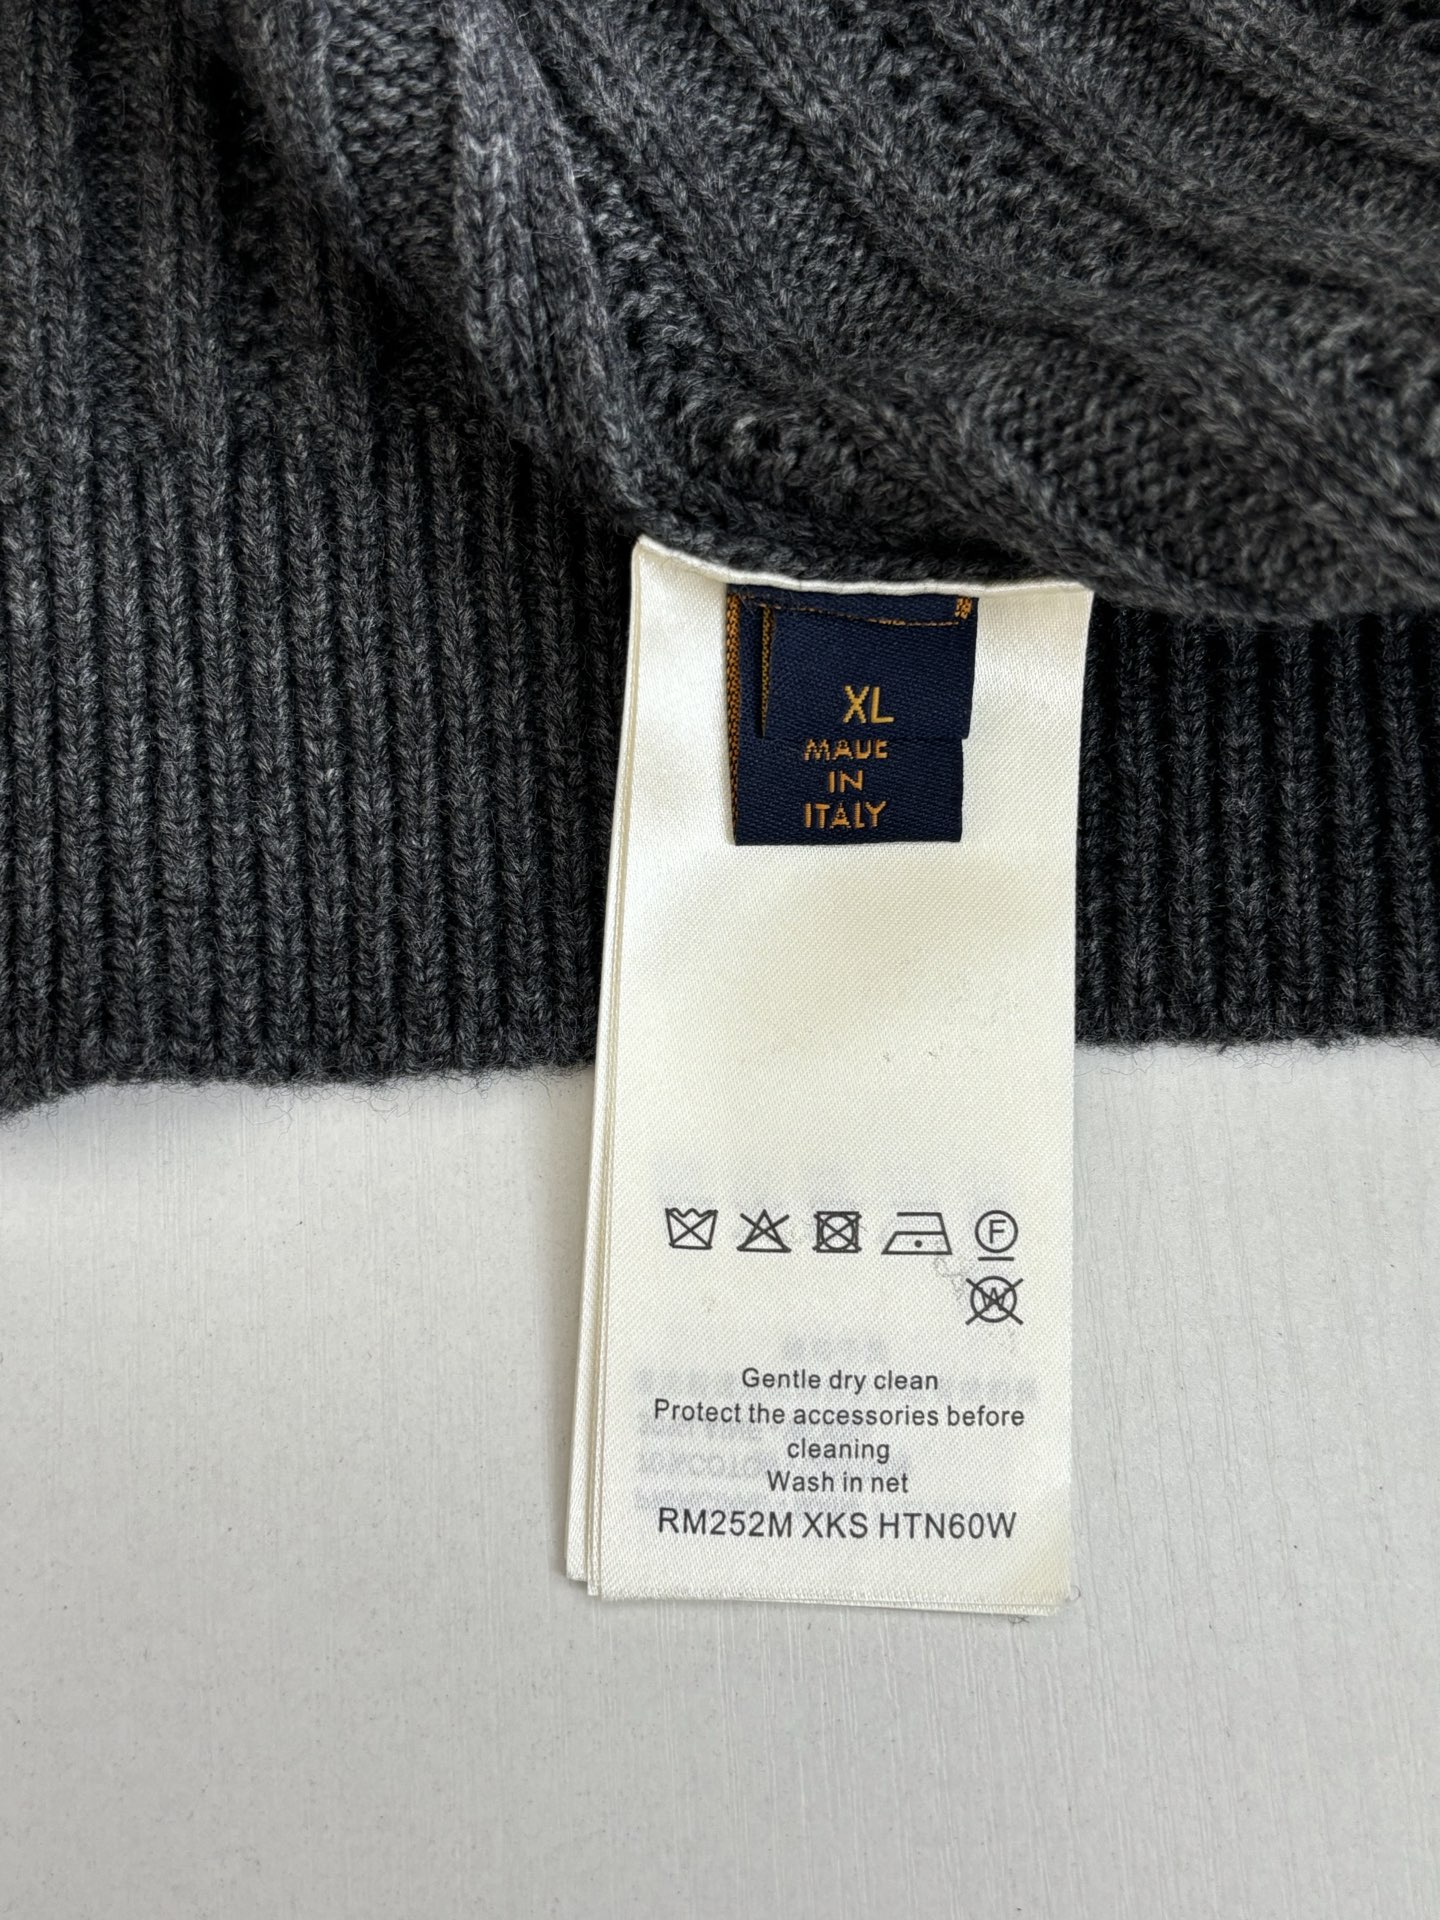 XL
MADE
IN
ITALY
F
W
Gentle dry clean
Protect the accessories before
cleaning
Wash in net
RM252M XKS HTN60W